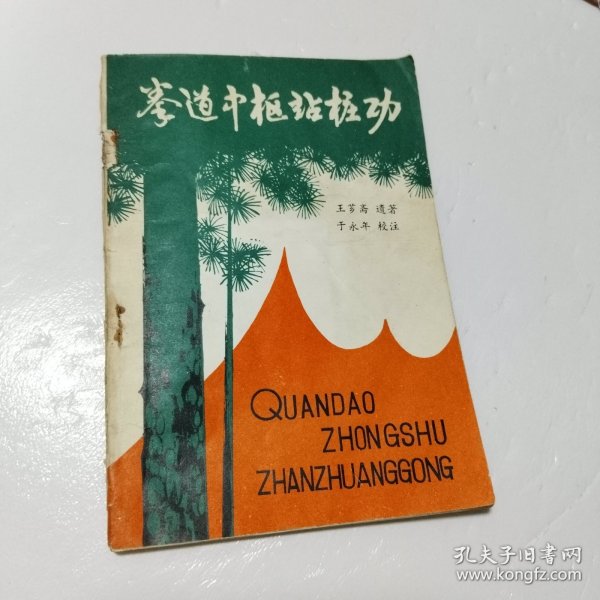 拳道中枢站桩功
王芗斋 遗著
于永年 校注
QUANDAO
ZHONGSHU
ZHANZHUANGGONG
孔夫子旧书网
www.kongfz.com